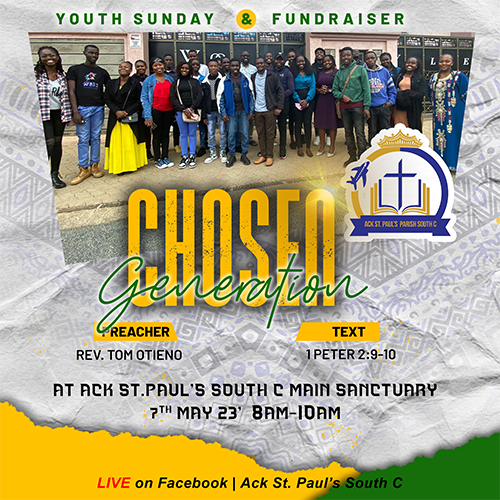 YOUTH SUNDAY & FUNDRAISER
CHOSEN
Generation
ACK ST. PAUL'S PARISH SOUTH C
PREACHER
TEXT
REV. TOM OTIENO
1 PETER 2:9-10
AT ACK ST.PAUL'S SOUTH C MAIN SANCTUARY
7TH MAY 23' 8AM-10AM
LIVE on Facebook | Ack St. Paul's South C